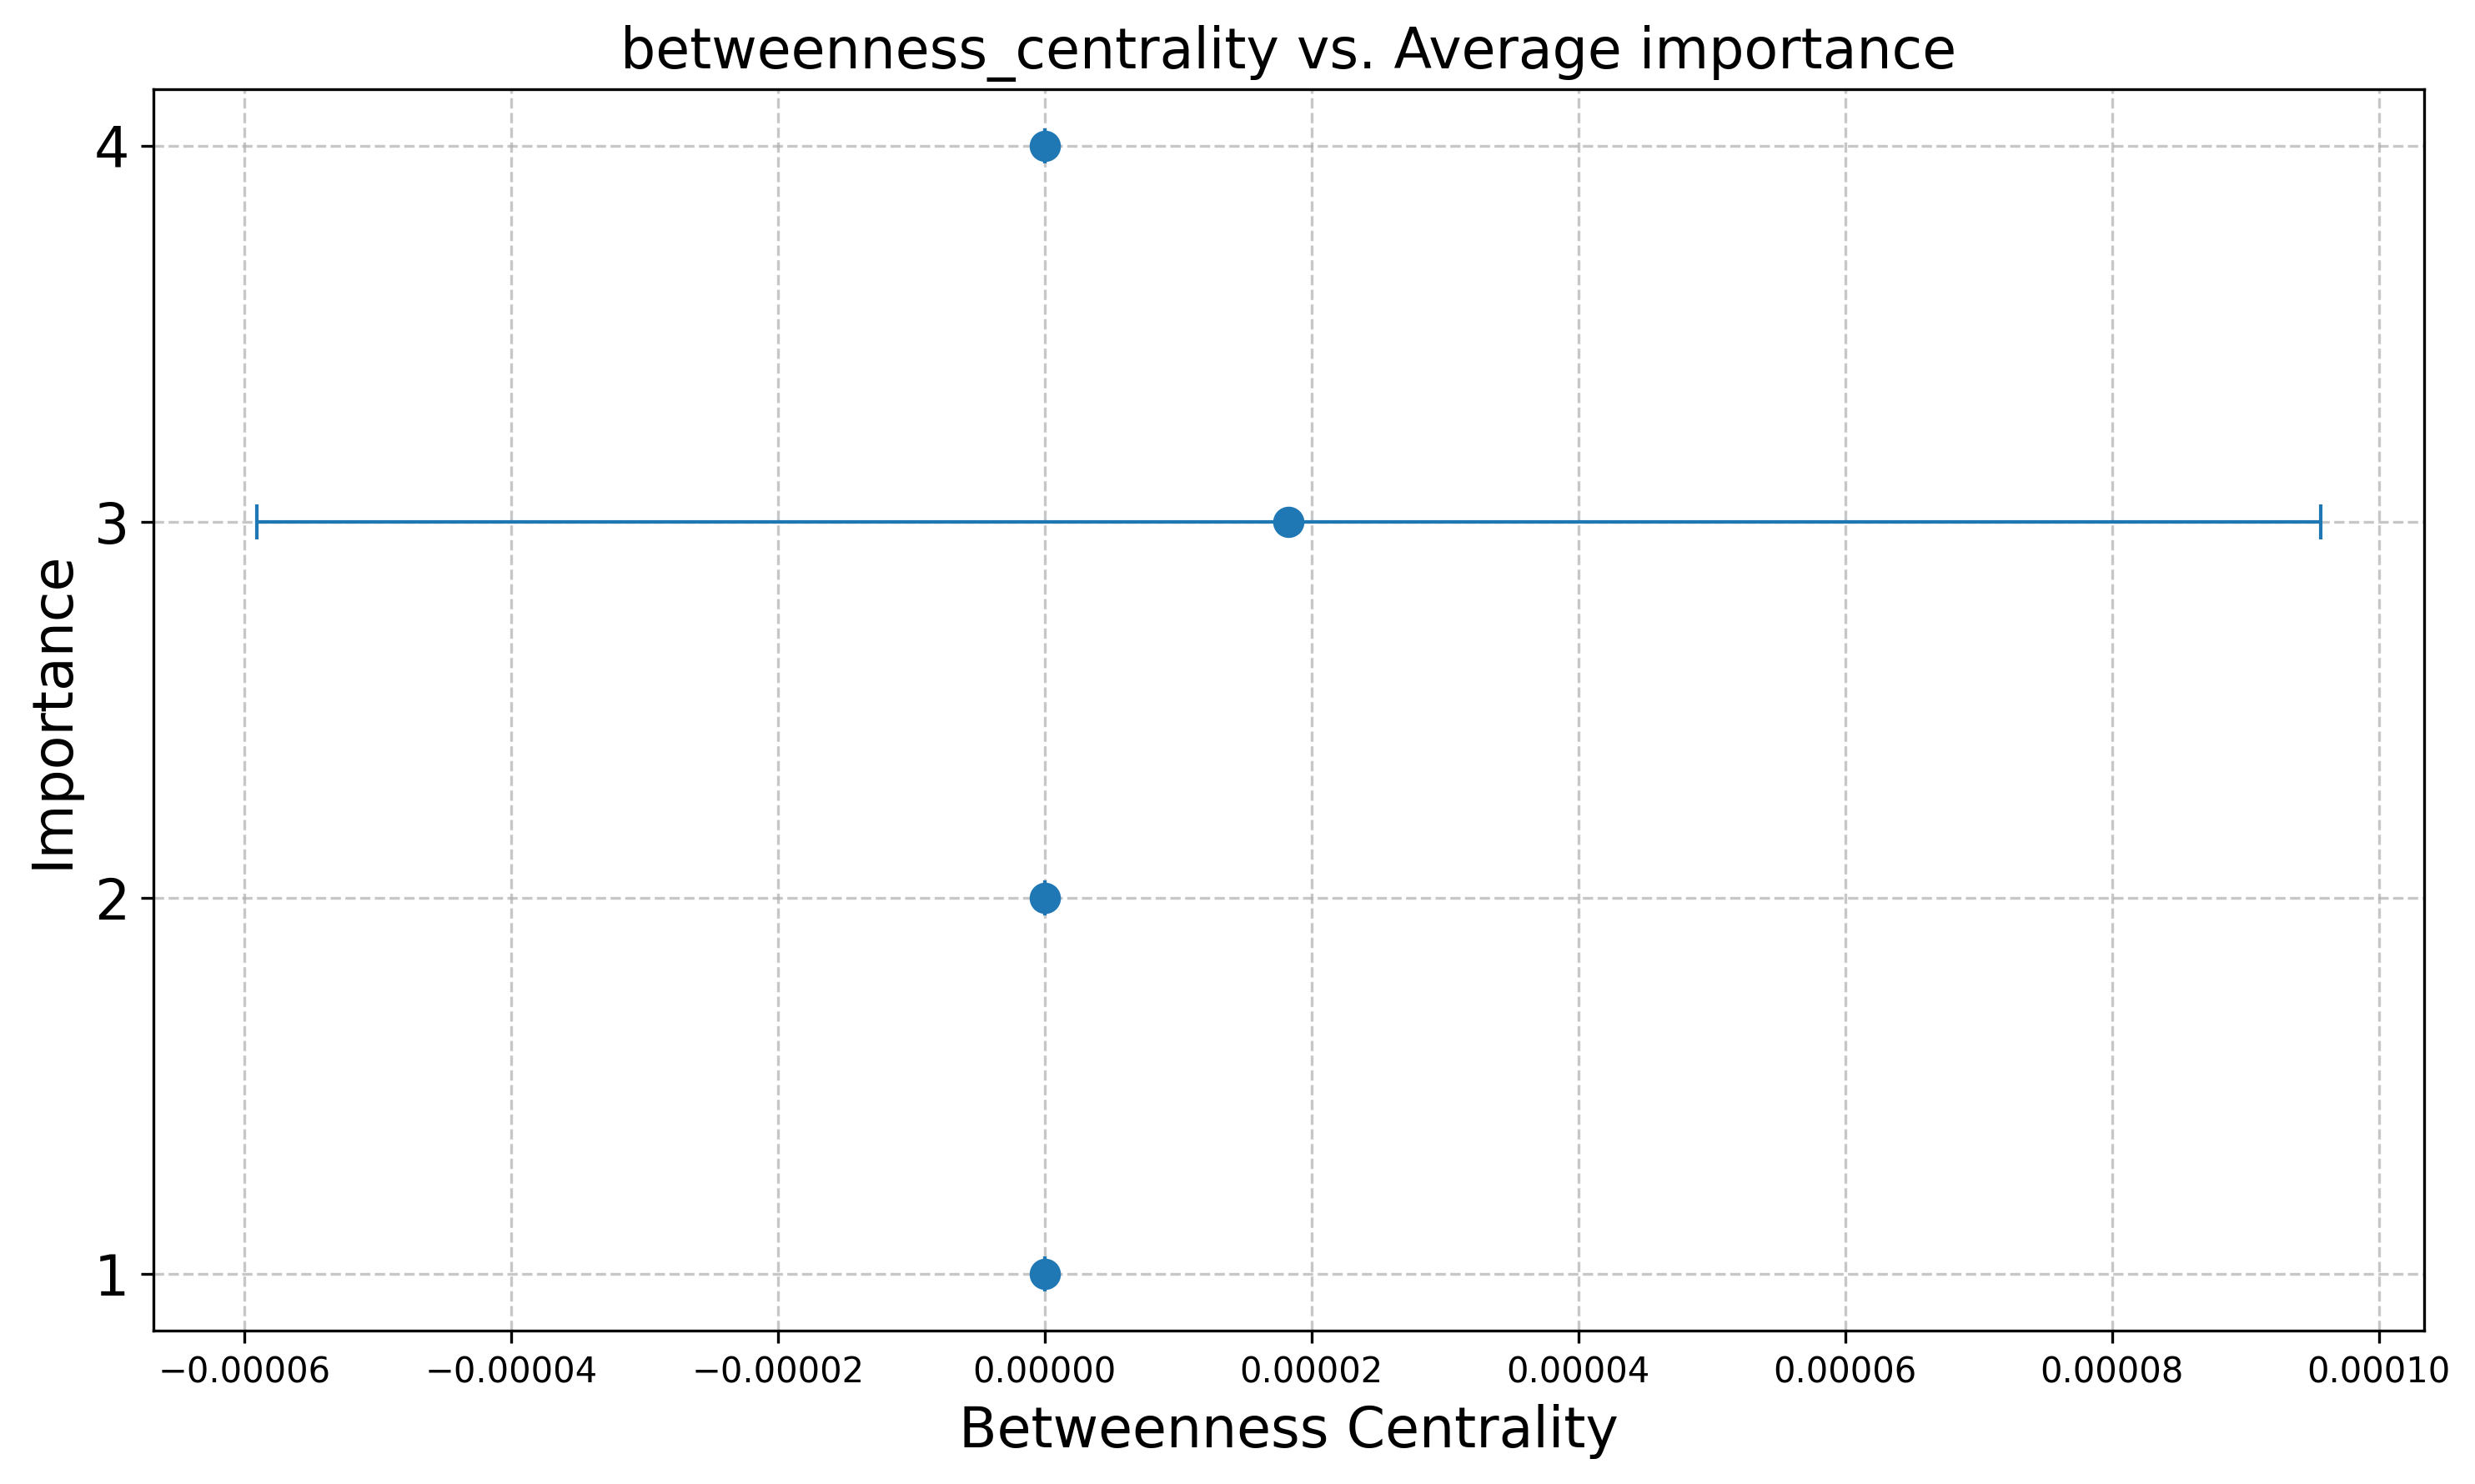 betweenness_centrality vs. Average importance
4
3
2
1
Importance
−0.00006 −0.00004 −0.00002 0.00000 0.00002 0.00004 0.00006 0.00008 0.00010
Betweenness Centrality